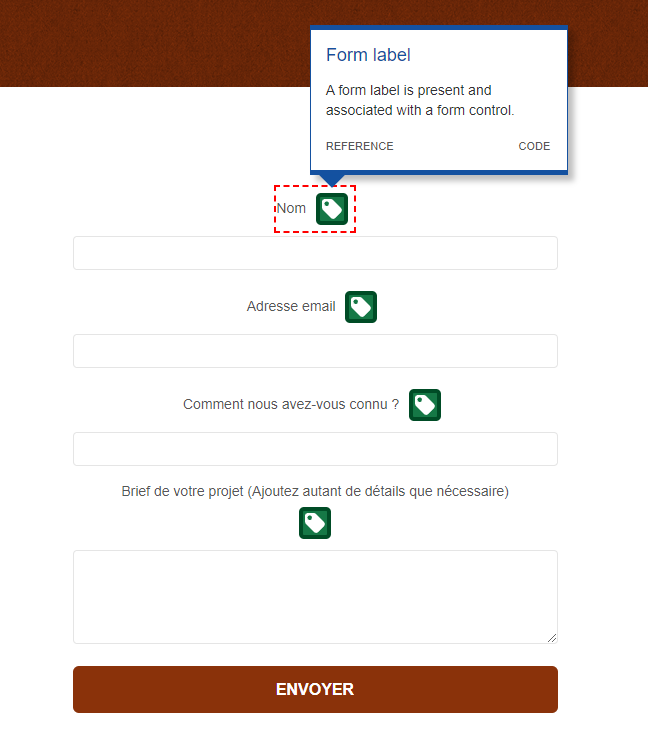 Form label
A form label is present and
associated with a form control.
REFERENCE CODE
Nom
Adresse email
Comment nous avez-vous connu ?
Brief de votre projet (Ajoutez autant de détails que nécessaire)
ENVOYER